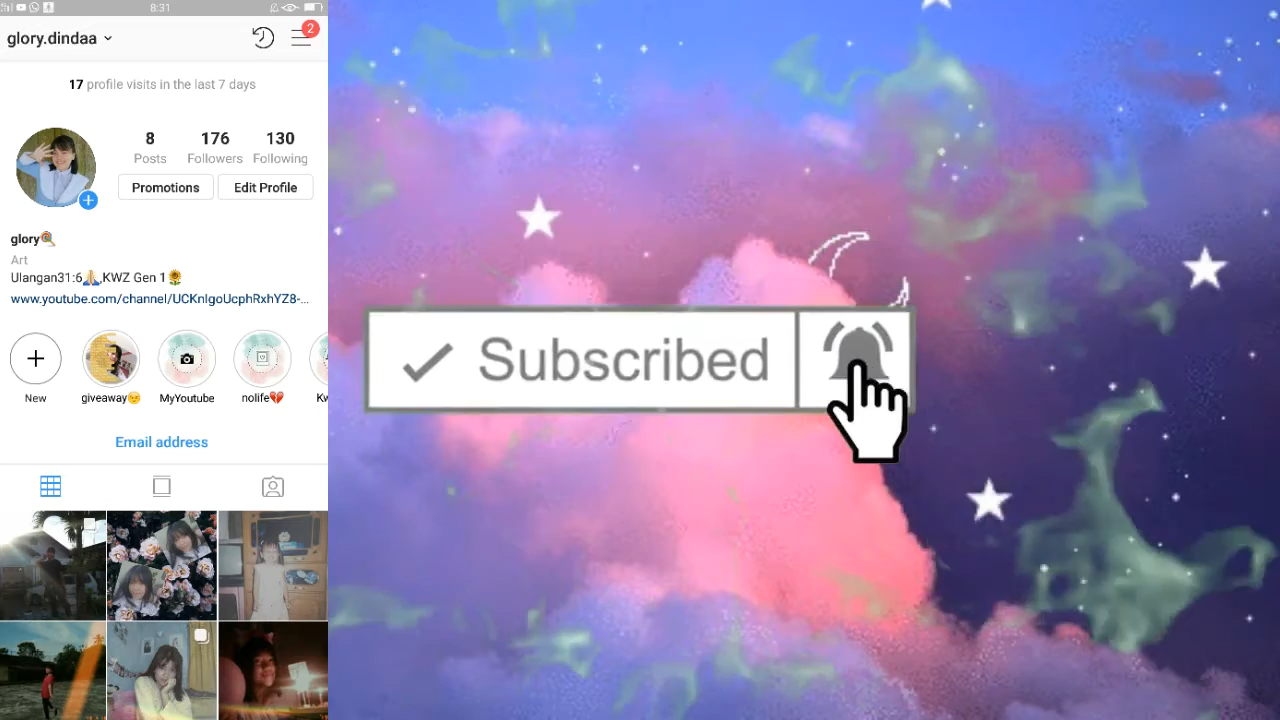 8:31
glory.dindaa
2
17 profile visits in the last 7 days
8 176 130
Posts Followers Following
Promotions Edit Profile
glory🍭
Art
Ulangan31:6🙏,KWZ Gen 1🌻
www.youtube.com/channel/UCKnIgoUcphRxhYZ8-...
New giveaway😗 MyYoutube nolife💔 Kw
Email address
Subscribed